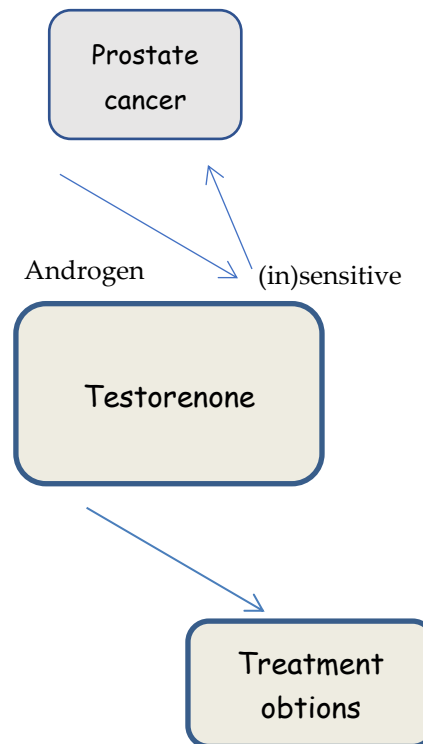 Prostate
cancer
Androgen (in)sensitive
Testorenone
Treatment
obtions